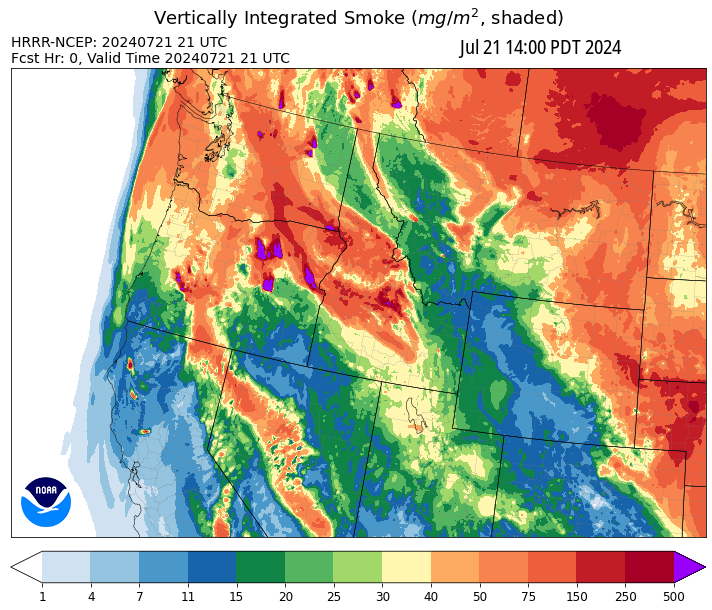 Vertically Integrated Smoke (mg/m², shaded)
HRRR-NCEP: 20240721 21 UTC
Fcst Hr: 0, Valid Time 20240721 21 UTC
Jul 21 14:00 PDT 2024
NOAA
1 4 7 11 15 20 25 30 40 50 75 150 250 500